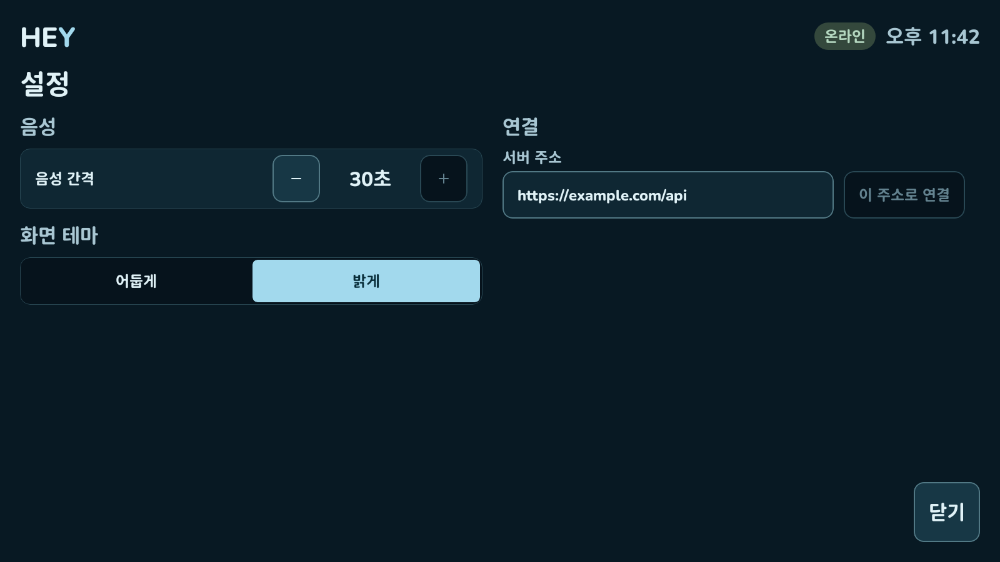 HEY
온라인 오후 11:42
설정
음성
음성 간격 − 30초 +
화면 테마
어둡게 밝게
연결
서버 주소
https://example.com/api 이 주소로 연결
닫기